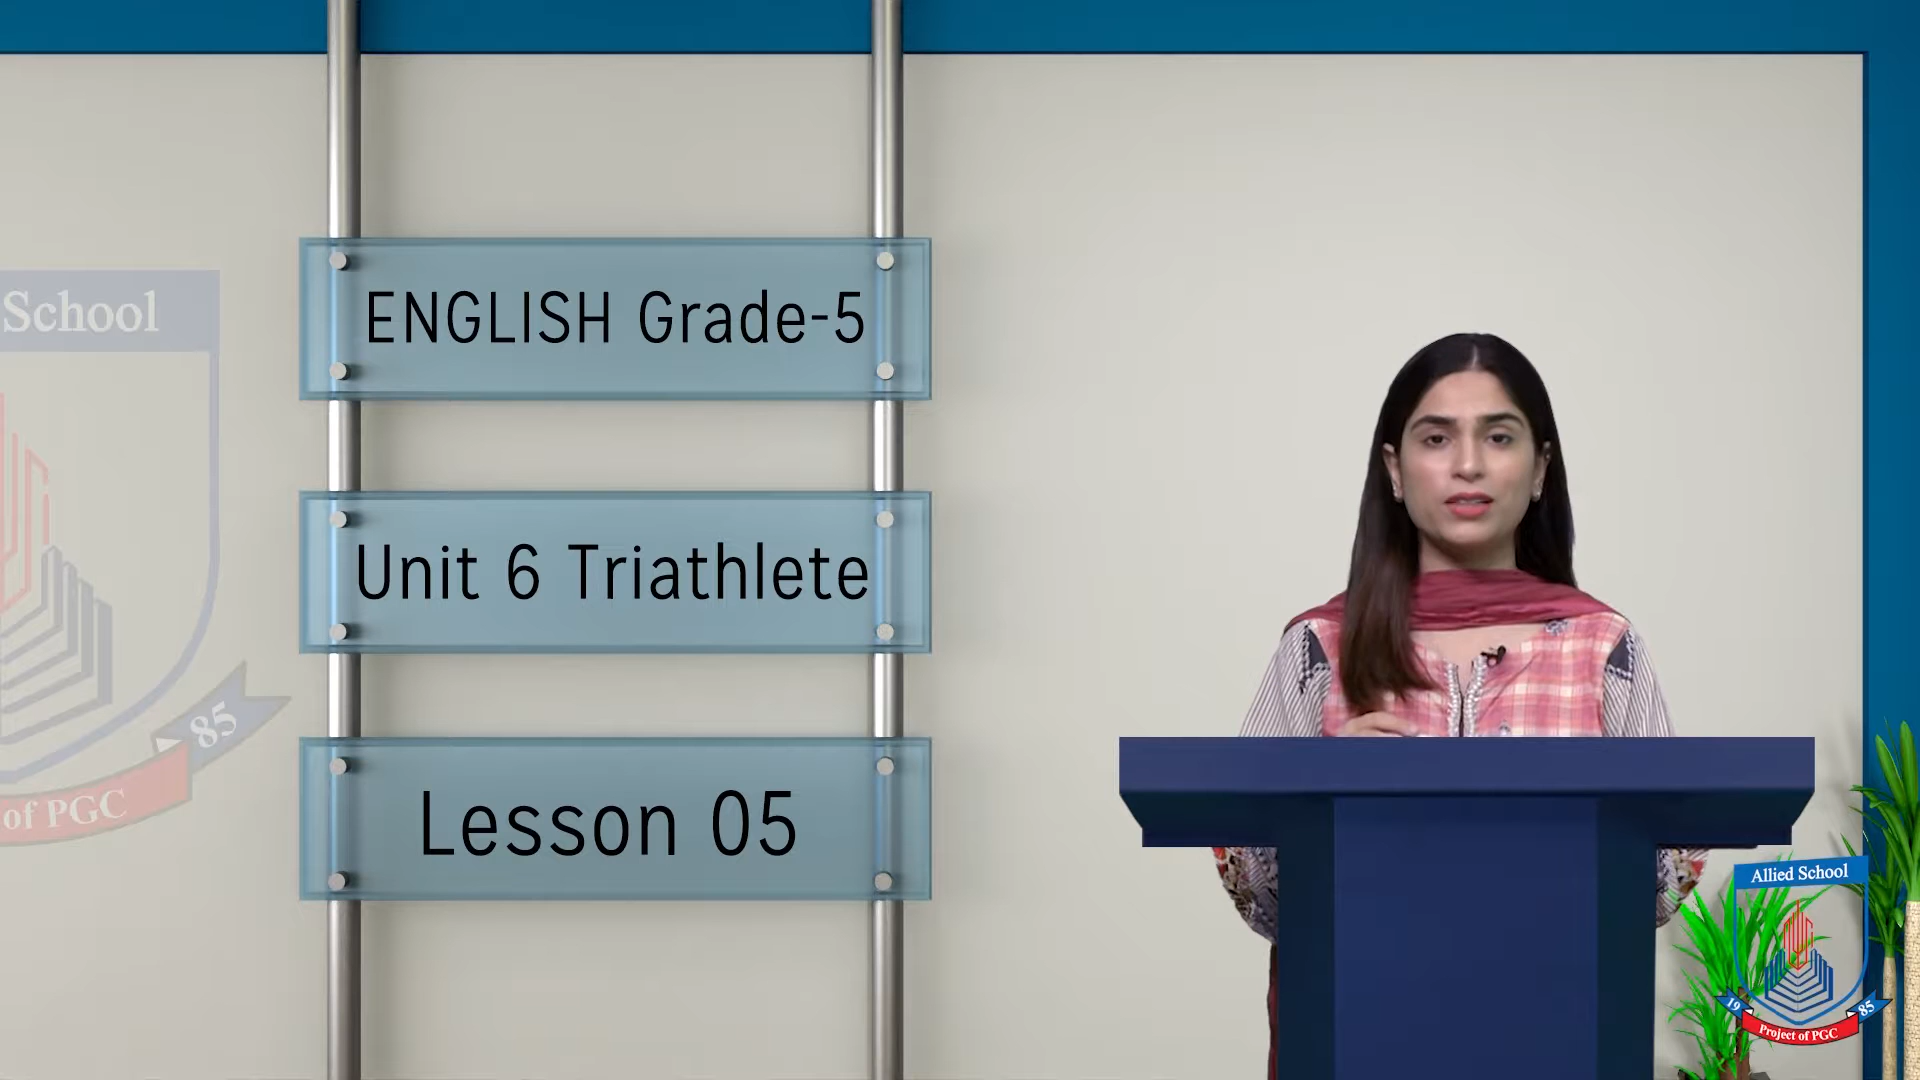 School
85
of PGC
ENGLISH Grade-5
Unit 6 Triathlete
Lesson 05
Allied School
19 85
Project of PGC